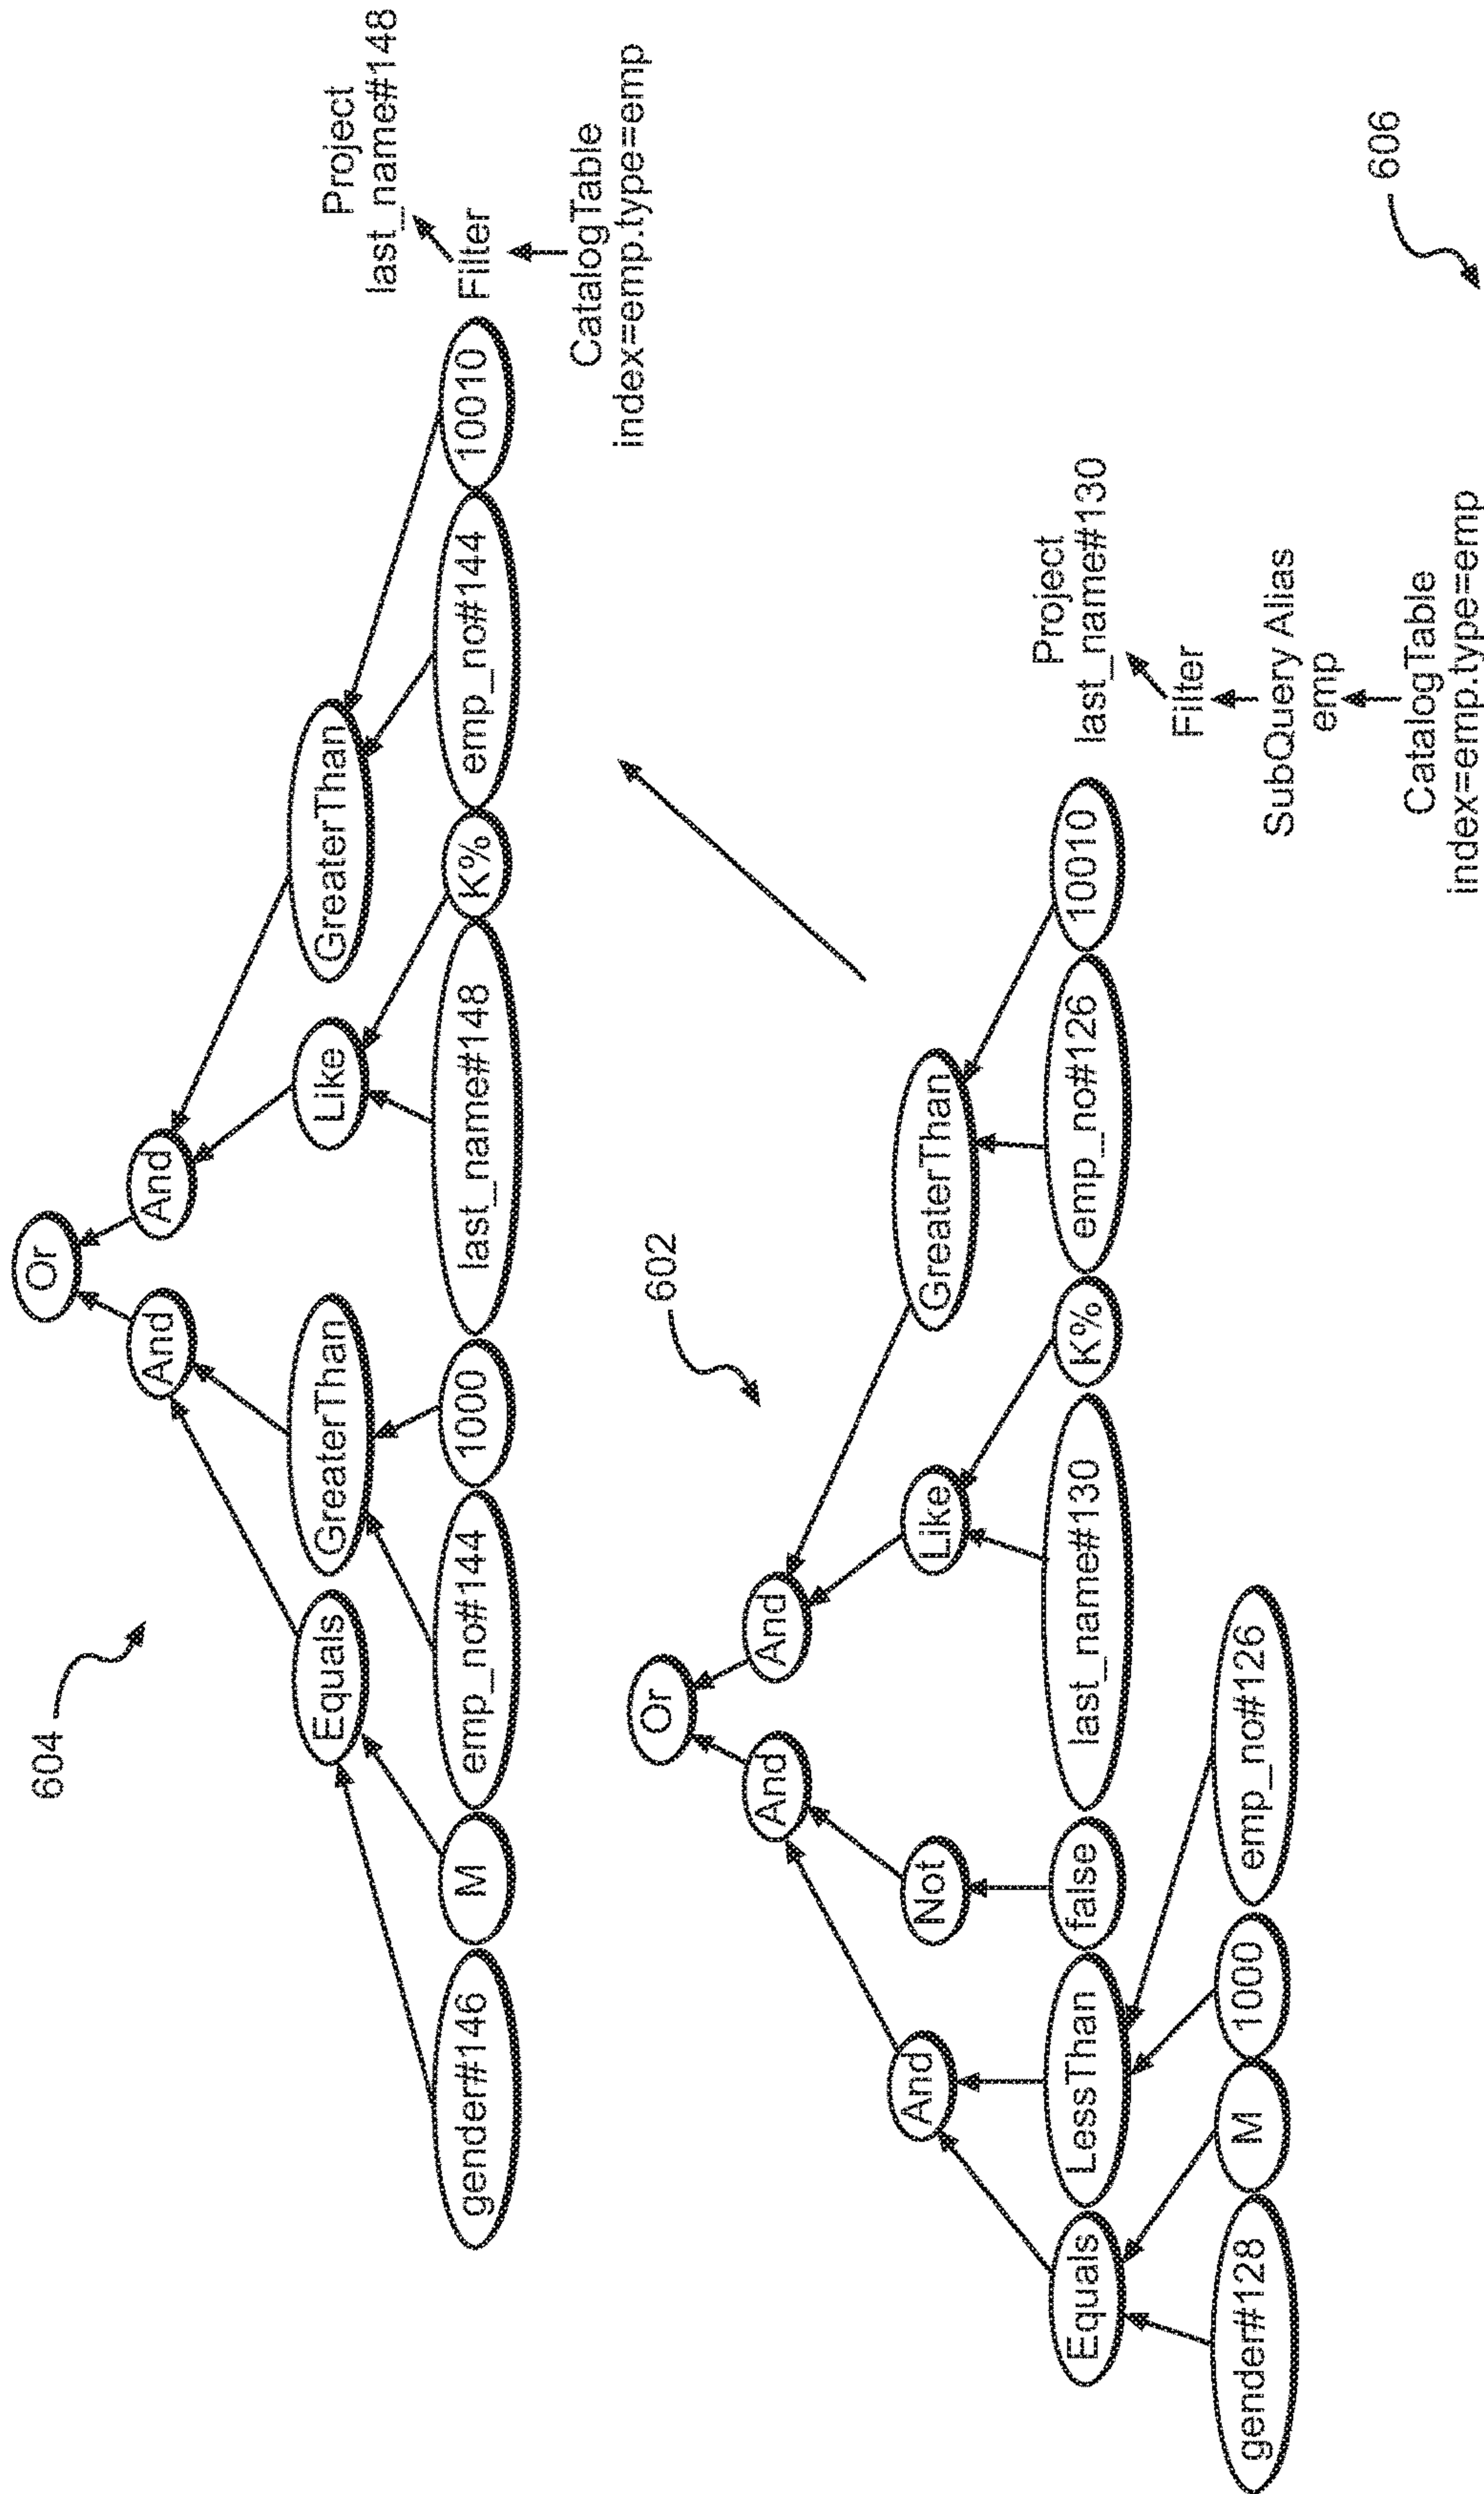 604
Or
And
And
Equals
GreaterThan
Like
GreaterThan
gender#146
M
emp_no#144
1000
last_name#148
K%
emp_no#144
10010
Project
last_name#148
Filter
CatalogTable
index=emp.type=emp
602
Or
And
And
And
Not
Like
GreaterThan
Equals
LessThan
false
last_name#130
K%
emp_no#126
10010
gender#128
M
1000
emp_no#126
Project
last_name#130
Filter
SubQuery Alias
emp
CatalogTable
index=emp.type=emp
606